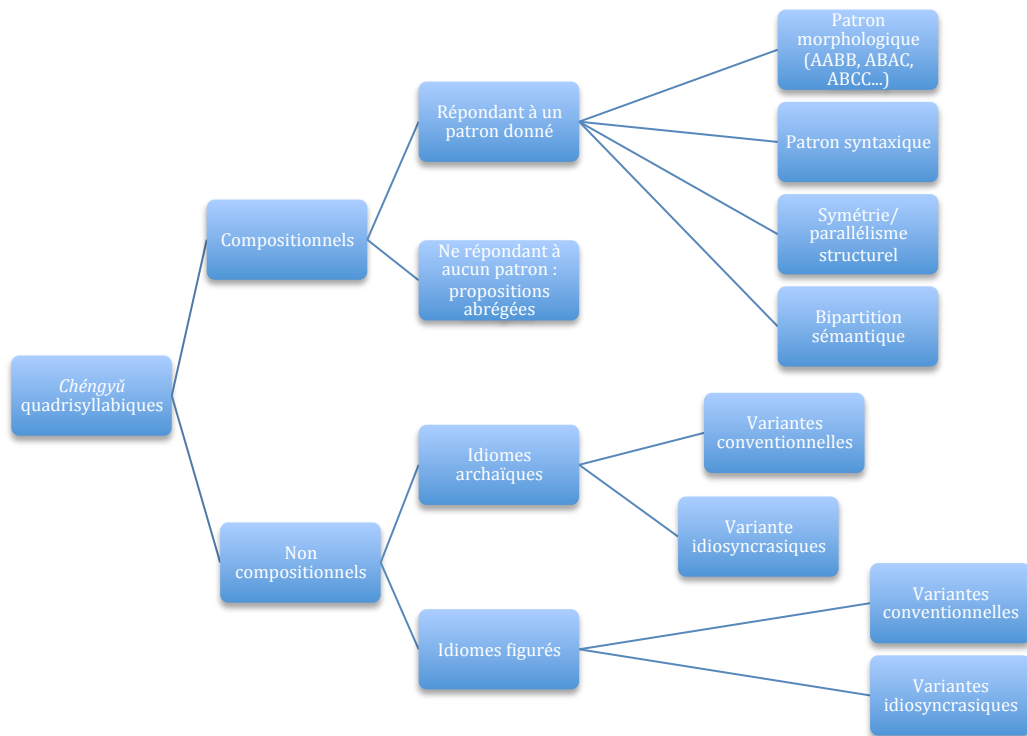 Patron
morphologique
(AABB, ABAC,
ABCC...)
Répondant à un
patron donné
Patron syntaxique
Compositionnels
Symétrie/
parallélisme
structurel
Ne répondant à
aucun patron :
propositions
abrégées
Bipartition
sémantique
Chéngyǔ
quadrisyllabiques
Idiomes
archaïques
Variantes
conventionnelles
Variante
idiosyncrasiques
Non
compositionnels
Variantes
conventionnelles
Idiomes figurés
Variantes
idiosyncrasiques